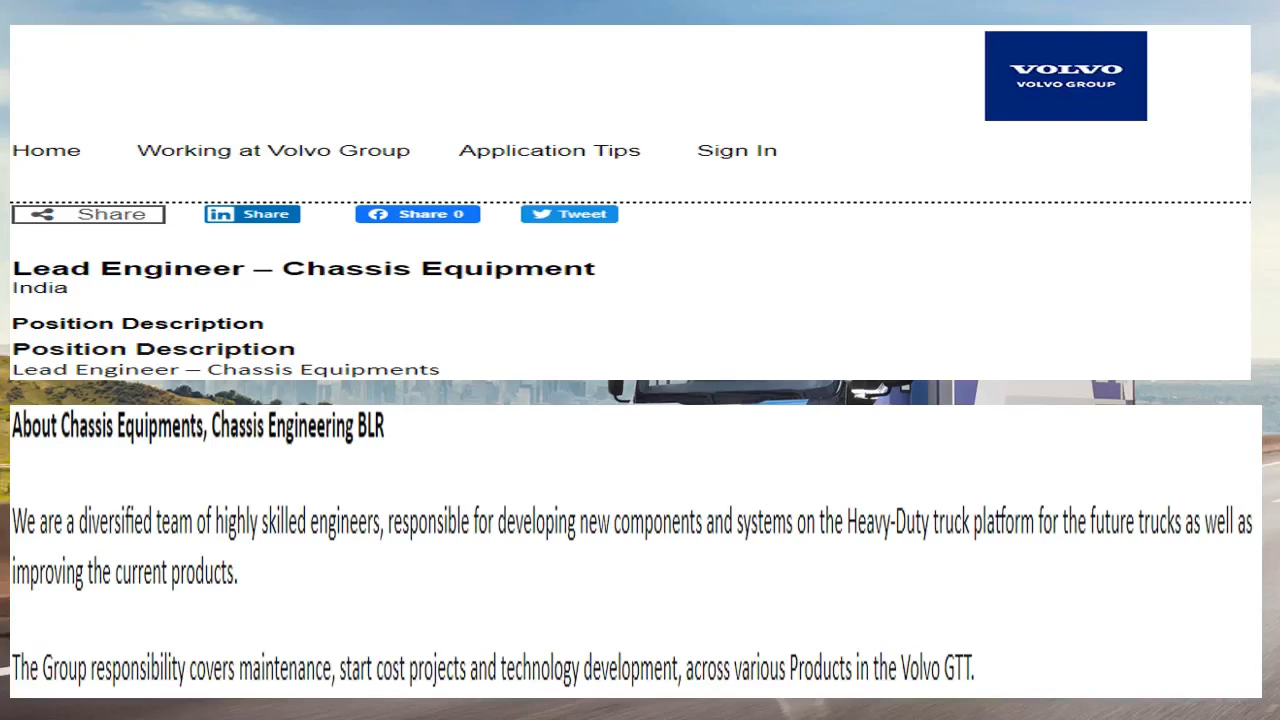 VOLVO
VOLVO GROUP
Home Working at Volvo Group Application Tips Sign In
Share Share Share 0 Tweet
Lead Engineer – Chassis Equipment
India
Position Description
Position Description
Lead Engineer – Chassis Equipments
About Chassis Equipments, Chassis Engineering BLR
We are a diversified team of highly skilled engineers, responsible for developing new components and systems on the Heavy-Duty truck platform for the future trucks as well as
improving the current products.
The Group responsibility covers maintenance, start cost projects and technology development, across various Products in the Volvo GTT.